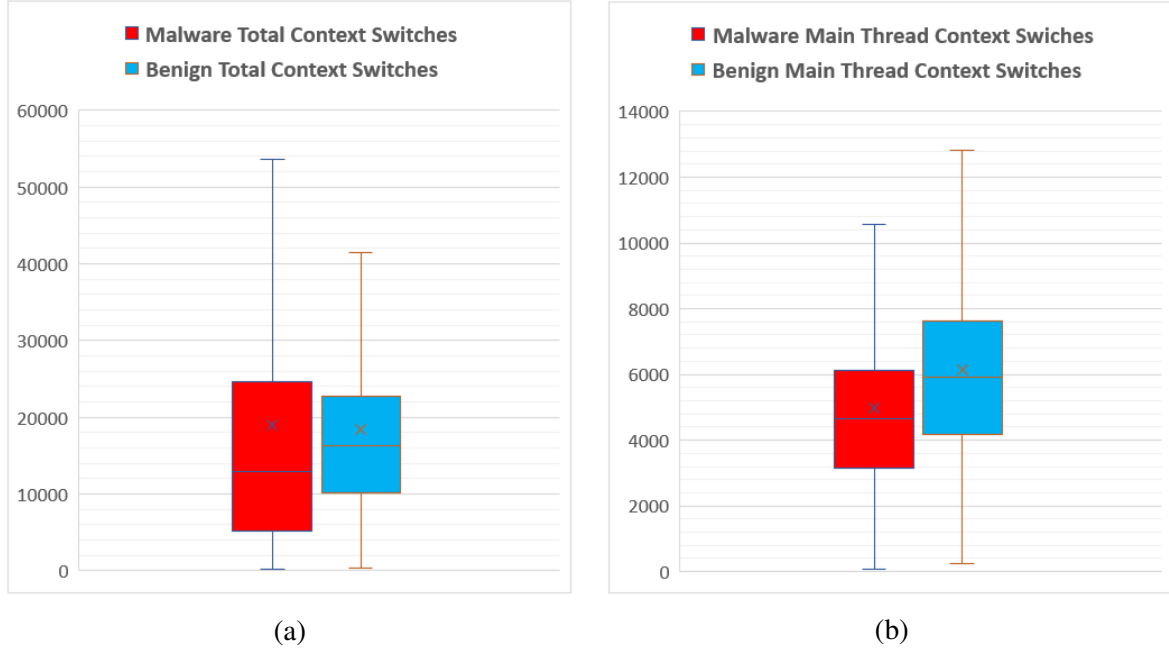 Malware Total Context Switches
Benign Total Context Switches
60000
50000
40000
30000
20000
10000
0
(a)
Malware Main Thread Context Swiches
Benign Main Thread Context Switches
14000
12000
10000
8000
6000
4000
2000
0
(b)